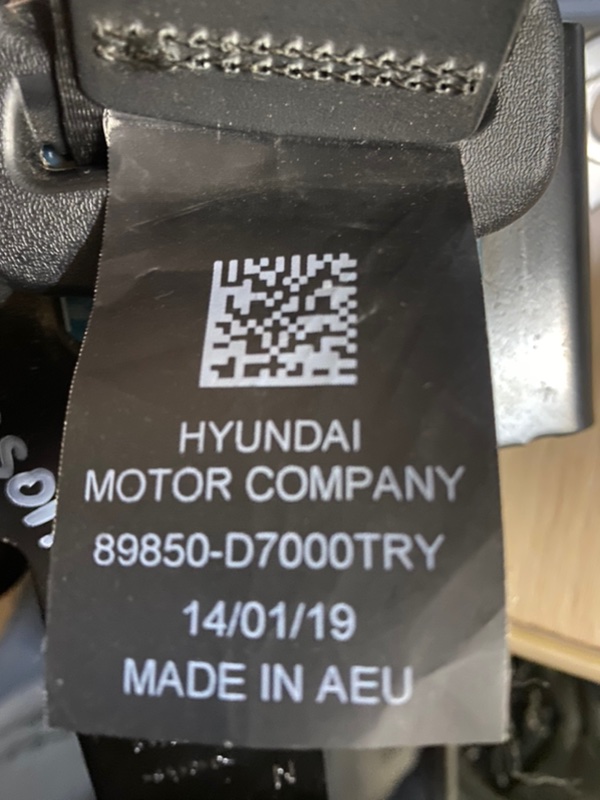 HYUNDAI
MOTOR COMPANY
89850-D7000TRY
14/01/19
MADE IN AEU